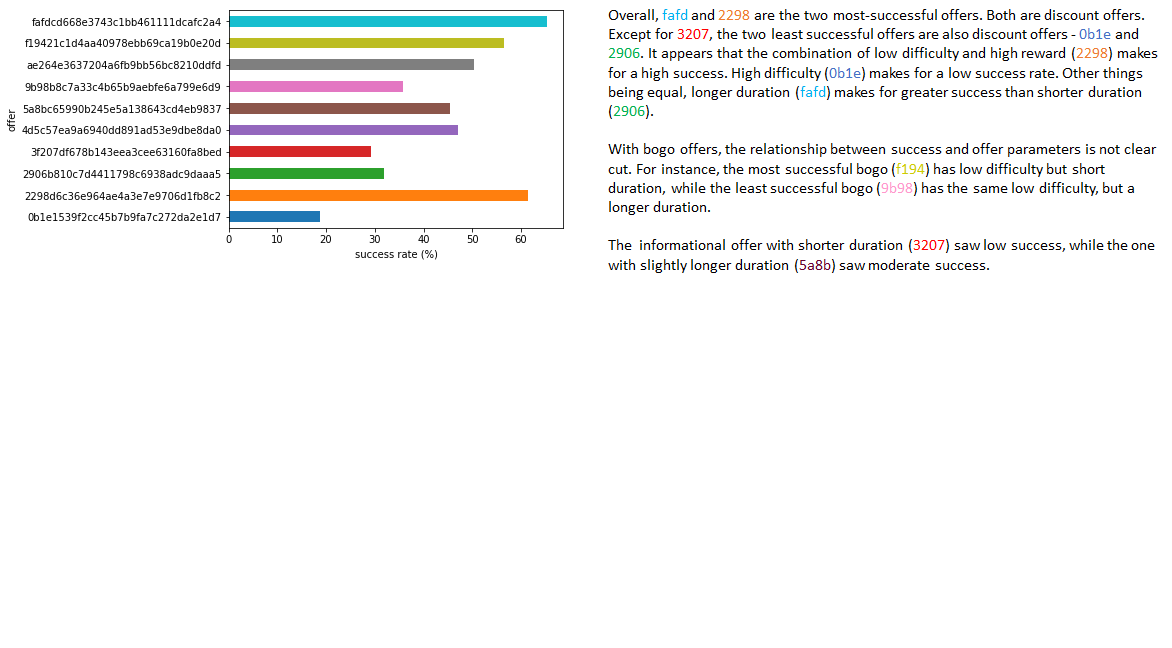 fafdcd668e3743c1bb461111dcafc2a4
f19421c1d4aa40978ebb69ca19b0e20d
ae264e3637204a6fb9bb56bc8210ddfd
9b98b8c7a33c4b65b9aebfe6a799e6d9
5a8bc65990b245e5a138643cd4eb9837
4d5c57ea9a6940dd891ad53e9dbe8da0
3f207df678b143eea3cee63160fa8bed
2906b810c7d4411798c6938adc9daaa5
2298d6c36e964ae4a3e7e9706d1fb8c2
0b1e1539f2cc45b7b9fa7c272da2e1d7
offer
0 10 20 30 40 50 60
success rate (%)
Overall, fafd and 2298 are the two most-successful offers. Both are discount offers.
Except for 3207, the two least successful offers are also discount offers - 0b1e and
2906. It appears that the combination of low difficulty and high reward (2298) makes
for a high success. High difficulty (0b1e) makes for a low success rate. Other things
being equal, longer duration (fafd) makes for greater success than shorter duration
(2906).
With bogo offers, the relationship between success and offer parameters is not clear
cut. For instance, the most successful bogo (f194) has low difficulty but short
duration, while the least successful bogo (9b98) has the same low difficulty, but a
longer duration.
The informational offer with shorter duration (3207) saw low success, while the one
with slightly longer duration (5a8b) saw moderate success.